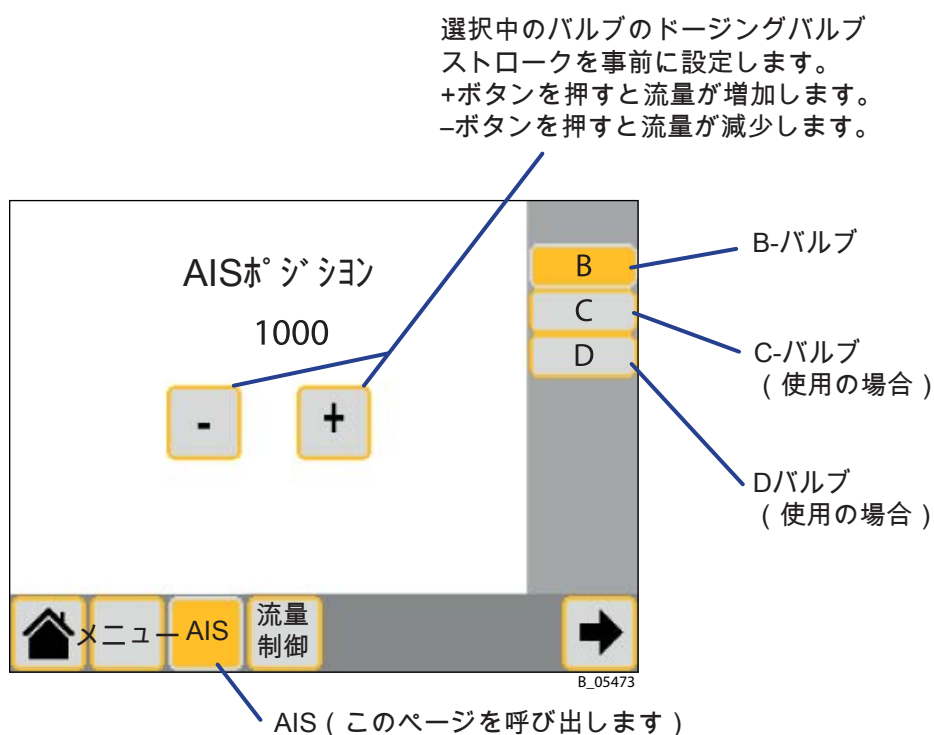 選択中のバルブのドージングバルブ
ストロークを事前に設定します。
+ボタンを押すと流量が増加します。
–ボタンを押すと流量が減少します。
AISﾎﾟｼﾞｼｮﾝ
1000
-
+
B
C
D
B-バルブ
C-バルブ
(使用の場合)
Dバルブ
(使用の場合)
メニュー
AIS
流量
制御
B_05473
AIS(このページを呼び出します)